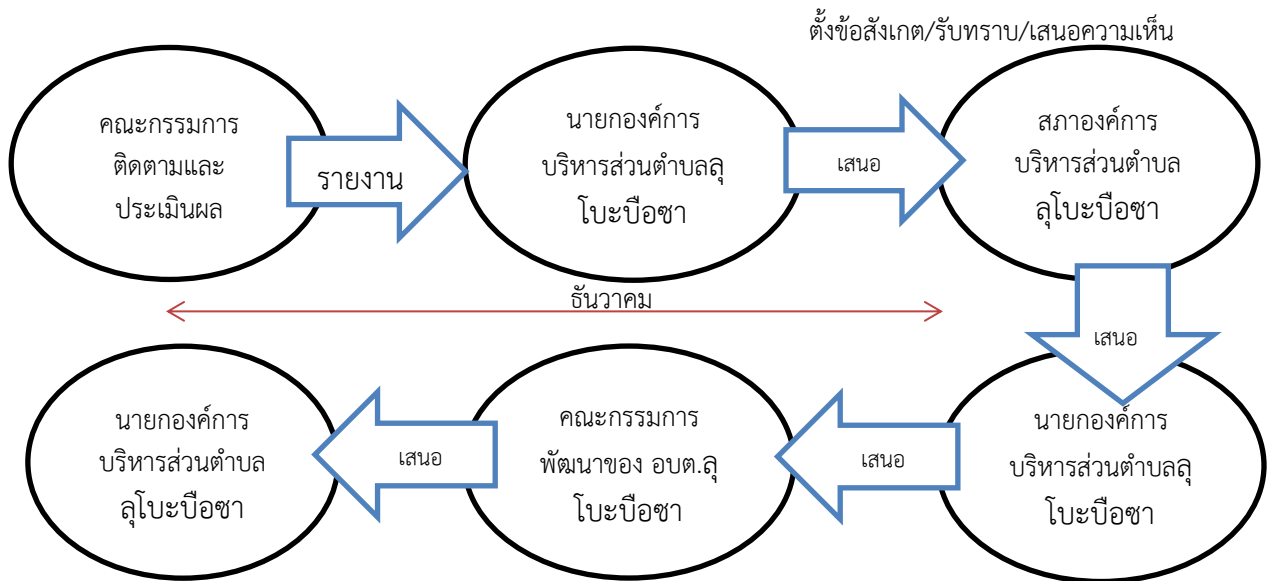 ตั้งข้อสังเกต/รับทราบ/เสนอความเห็น
คณะกรรมการ
ติดตามและ
ประเมินผล
รายงาน
นายกองค์การ
บริหารส่วนตำบลลุ
โบะบือซา
เสนอ
สภาองค์การ
บริหารส่วนตำบล
ลุโบะบือซา
ธันวาคม
เสนอ
นายกองค์การ
บริหารส่วนตำบลลุ
โบะบือซา
เสนอ
คณะกรรมการ
พัฒนาของ อบต.ลุ
โบะบือซา
เสนอ
นายกองค์การ
บริหารส่วนตำบล
ลุโบะบือซา